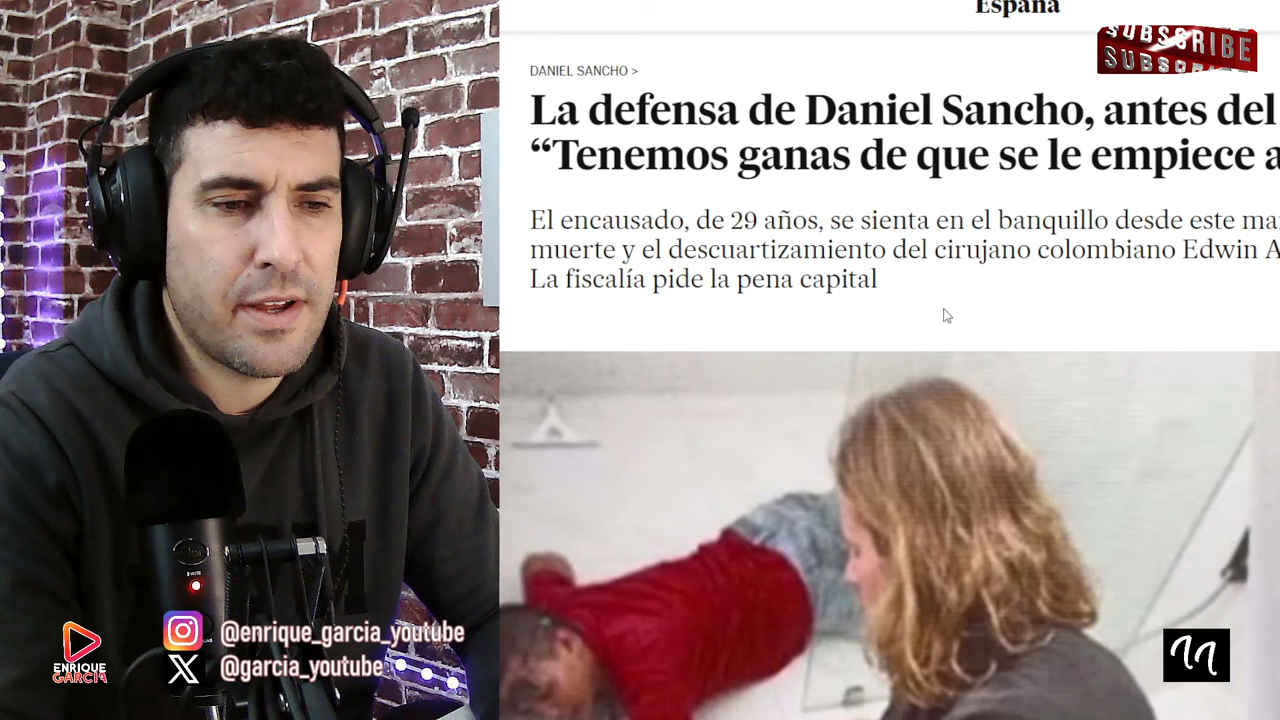 España
SUBSCRIBE
SUBSCRIBE
DANIEL SANCHO >
La defensa de Daniel Sancho, antes del
“Tenemos ganas de que se le empiece a
El encausado, de 29 años, se sienta en el banquillo desde este ma
muerte y el descuartizamiento del cirujano colombiano Edwin A
La fiscalía pide la pena capital
@enrique_garcia_youtube
@garcia_youtube
ENRIQUE
GARCIA